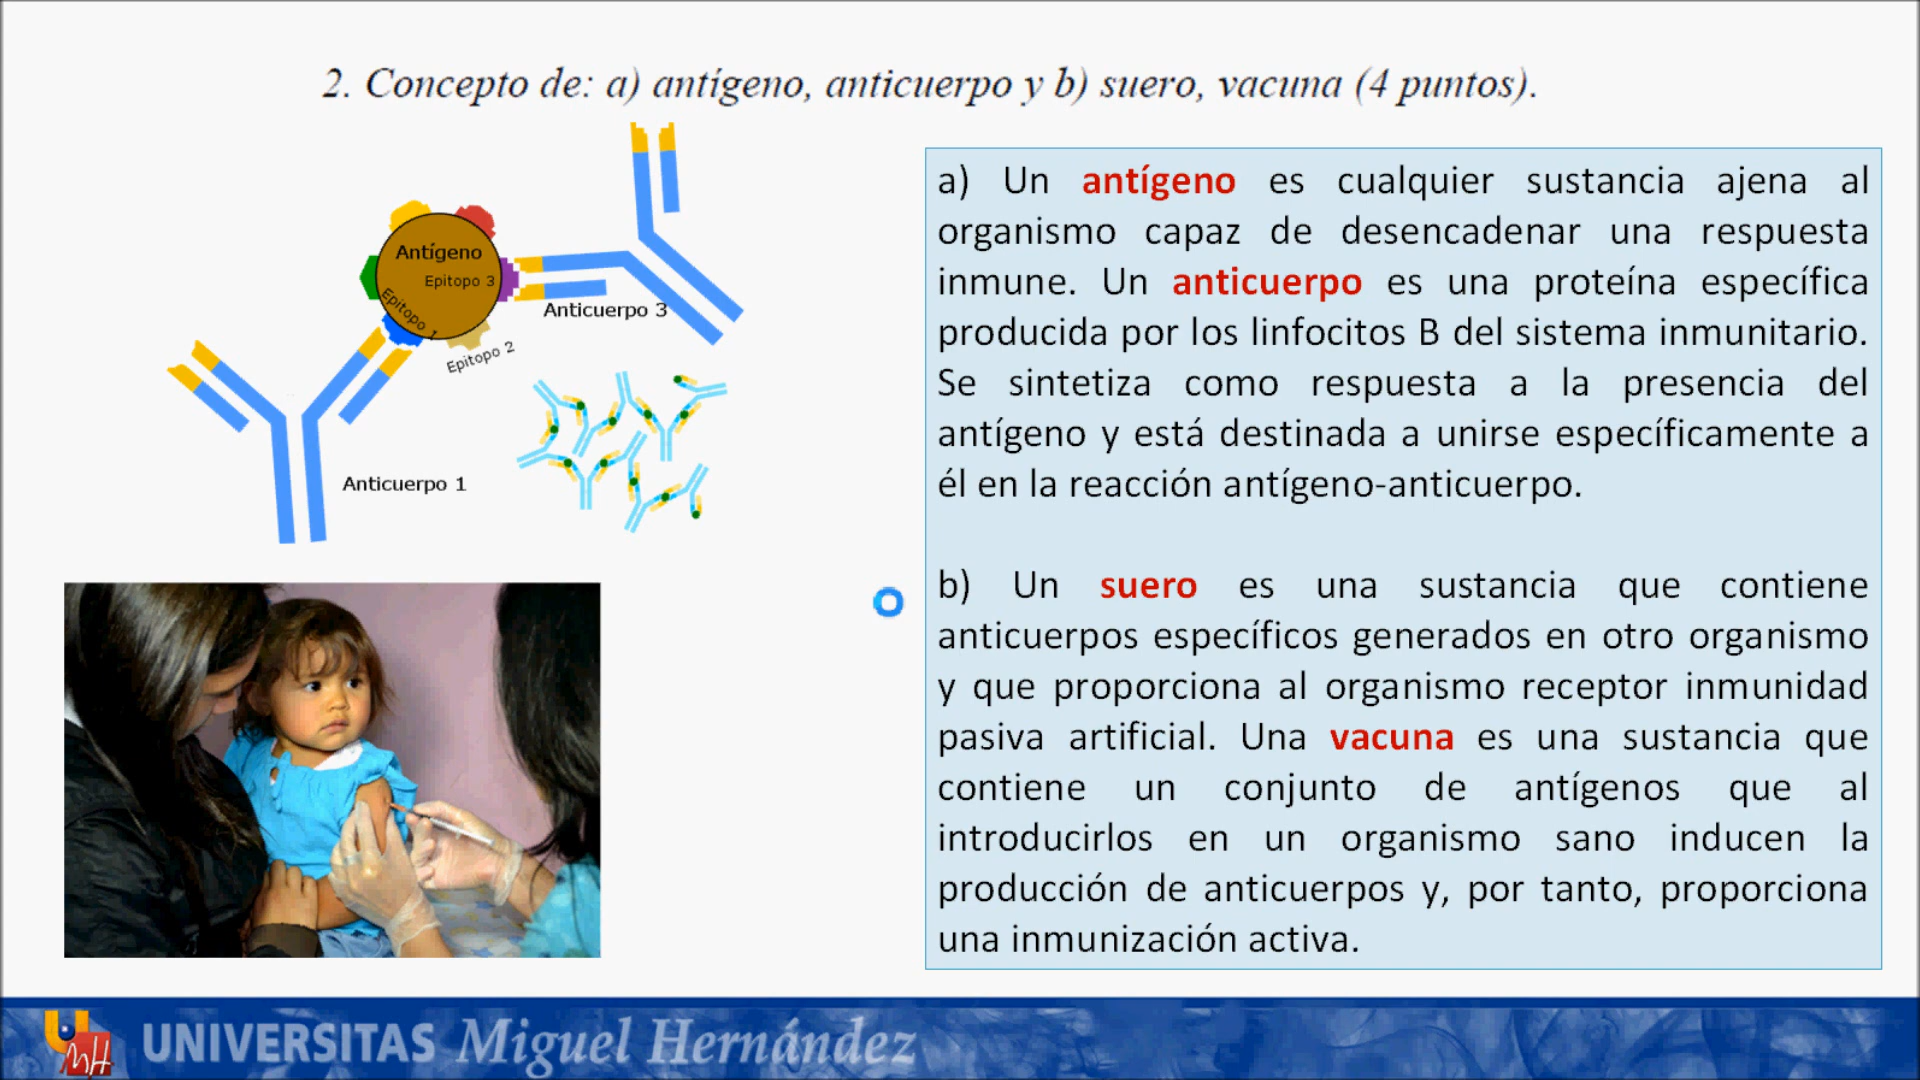 2. Concepto de: a) antígeno, anticuerpo y b) suero, vacuna (4 puntos).
Antígeno
Epitopo 3
Epitopo 1
Epitopo 2
Anticuerpo 3
Anticuerpo 1
a) Un antígeno es cualquier sustancia ajena al
organismo capaz de desencadenar una respuesta
inmune. Un anticuerpo es una proteína específica
producida por los linfocitos B del sistema inmunitario.
Se sintetiza como respuesta a la presencia del
antígeno y está destinada a unirse específicamente a
él en la reacción antígeno-anticuerpo.
b) Un suero es una sustancia que contiene
anticuerpos específicos generados en otro organismo
y que proporciona al organismo receptor inmunidad
pasiva artificial. Una vacuna es una sustancia que
contiene un conjunto de antígenos que al
introducirlos en un organismo sano inducen la
producción de anticuerpos y, por tanto, proporciona
una inmunización activa.
UMH
UNIVERSITAS Miguel Hernández